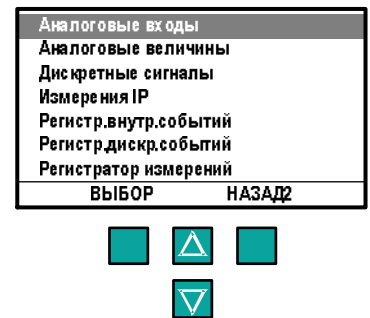 Аналоговые входы
Аналоговые величины
Дискретные сигналы
Измерения IP
Регистр.внутр.событий
Регистр.дискр.событий
Регистратор измерений
ВЫБОР НАЗАД2